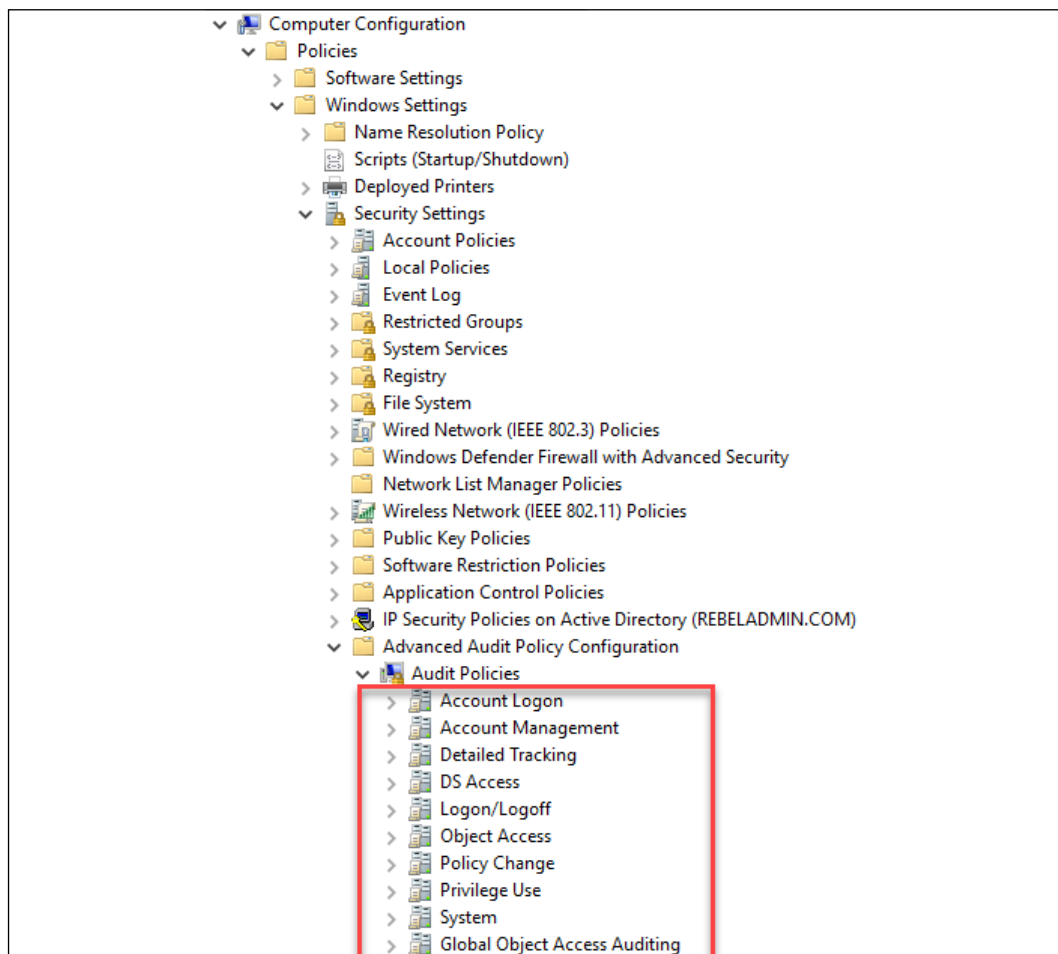 Computer Configuration
Policies
Software Settings
Windows Settings
Name Resolution Policy
Scripts (Startup/Shutdown)
Deployed Printers
Security Settings
Account Policies
Local Policies
Event Log
Restricted Groups
System Services
Registry
File System
Wired Network (IEEE 802.3) Policies
Windows Defender Firewall with Advanced Security
Network List Manager Policies
Wireless Network (IEEE 802.11) Policies
Public Key Policies
Software Restriction Policies
Application Control Policies
IP Security Policies on Active Directory (REBELADMIN.COM)
Advanced Audit Policy Configuration
Audit Policies
Account Logon
Account Management
Detailed Tracking
DS Access
Logon/Logoff
Object Access
Policy Change
Privilege Use
System
Global Object Access Auditing